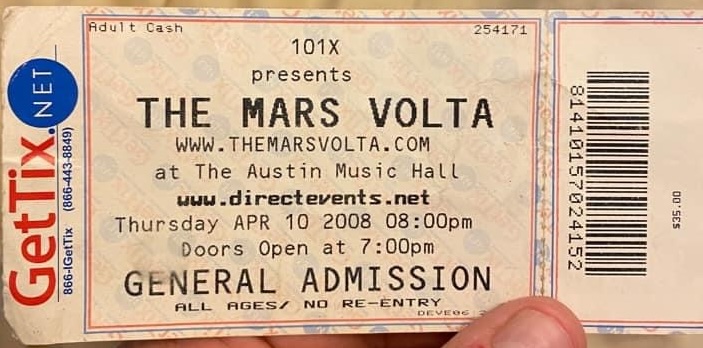 GetTix.NET
866-IGetTix (866-443-8849)
Adult Cash
254171
101X
presents
THE MARS VOLTA
WWW.THEMARSVOLTA.COM
at The Austin Music Hall
www.directevents.net
Thursday APR 10 2008 08:00pm
Doors Open at 7:00pm
GENERAL ADMISSION
ALL AGES/ NO RE-ENTRY
DEVE06
81410157024152
$35.00